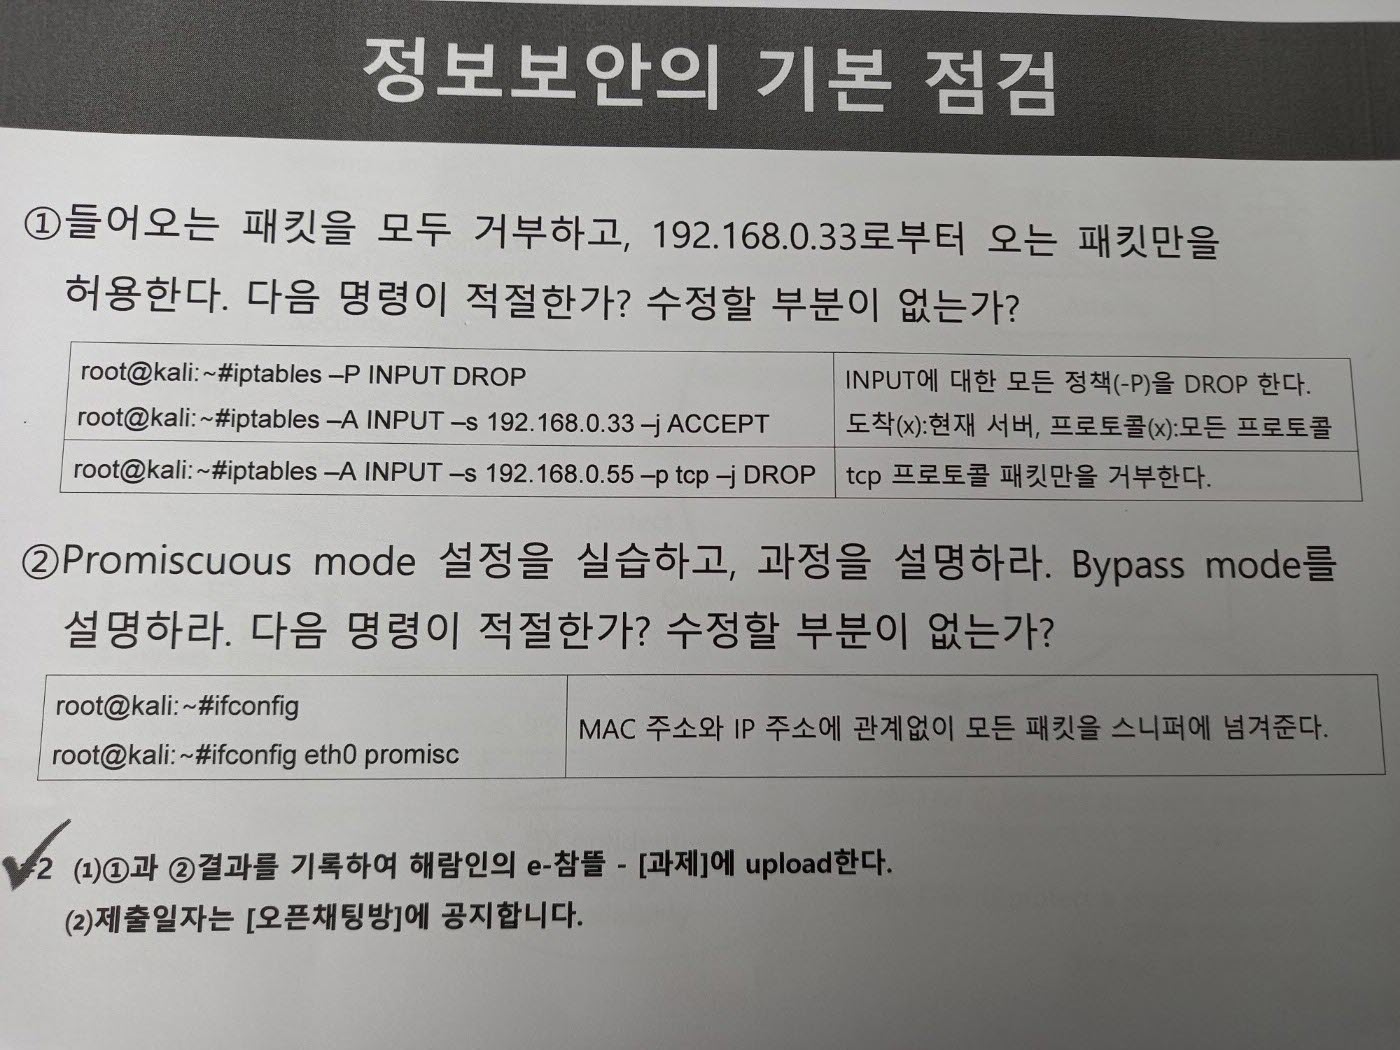 정보보안의 기본 점검
①들어오는 패킷을 모두 거부하고, 192.168.0.33로부터 오는 패킷만을
허용한다. 다음 명령이 적절한가? 수정할 부분이 없는가?
root@kali:~#iptables –P INPUT DROP
INPUT에 대한 모든 정책(-P)을 DROP 한다.
root@kali:~#iptables –A INPUT –s 192.168.0.33 –j ACCEPT
도착(x):현재 서버, 프로토콜(x):모든 프로토콜
root@kali:~#iptables –A INPUT –s 192.168.0.55 –p tcp –j DROP
tcp 프로토콜 패킷만을 거부한다.
②Promiscuous mode 설정을 실습하고, 과정을 설명하라. Bypass mode를
설명하라. 다음 명령이 적절한가? 수정할 부분이 없는가?
root@kali:~#ifconfig
root@kali:~#ifconfig eth0 promisc
MAC 주소와 IP 주소에 관계없이 모든 패킷을 스니퍼에 넘겨준다.
2 (1)①과 ②결과를 기록하여 해람인의 e-참뜰 - [과제]에 upload한다.
(2)제출일자는 [오픈채팅방]에 공지합니다.